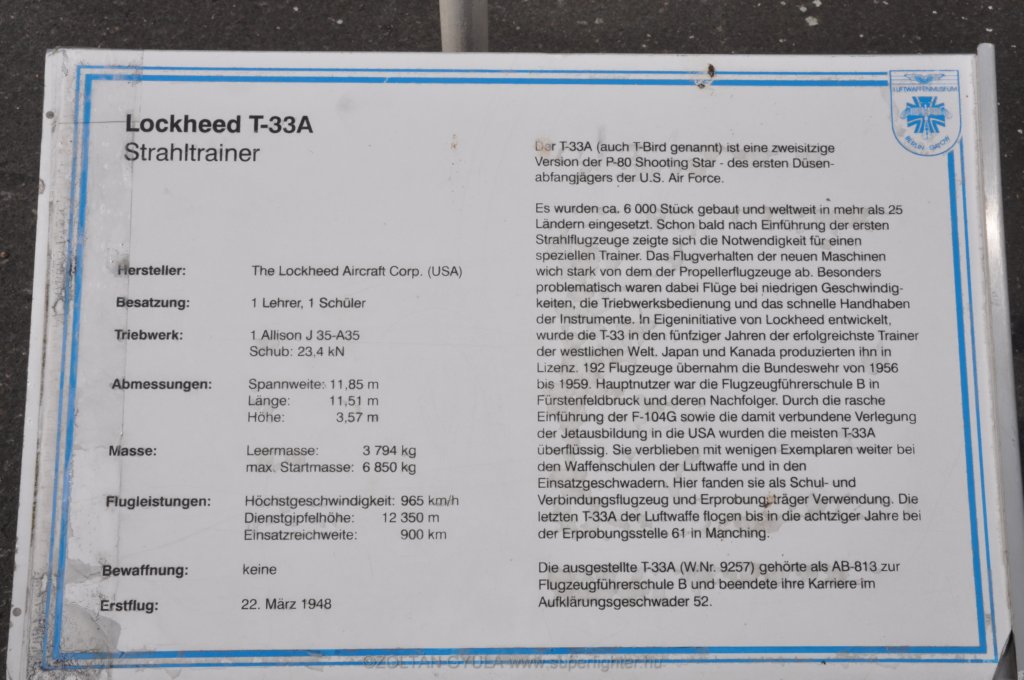 LUFTWAFFENMUSEUM
BERLIN - GATOW
Lockheed T-33A
Strahltrainer
Hersteller: The Lockheed Aircraft Corp. (USA)
Besatzung: 1 Lehrer, 1 Schüler
Triebwerk: 1 Allison J 35-A35
Schub: 23,4 kN
Abmessungen: Spannweite: 11,85 m
Länge: 11,51 m
Höhe: 3,57 m
Masse: Leermasse: 3 794 kg
max. Startmasse: 6 850 kg
Flugleistungen: Höchstgeschwindigkeit: 965 km/h
Dienstgipfelhöhe: 12 350 m
Einsatzreichweite: 900 km
Bewaffnung: keine
Erstflug: 22. März 1948
Der T-33A (auch T-Bird genannt) ist eine zweisitzige
Version der P-80 Shooting Star - des ersten Düsen-
abfangjägers der U.S. Air Force.
Es wurden ca. 6 000 Stück gebaut und weltweit in mehr als 25
Ländern eingesetzt. Schon bald nach Einführung der ersten
Strahlflugzeuge zeigte sich die Notwendigkeit für einen
speziellen Trainer. Das Flugverhalten der neuen Maschinen
wich stark von dem der Propellerflugzeuge ab. Besonders
problematisch waren dabei Flüge bei niedrigen Geschwindig-
keiten, die Triebwerksbedienung und das schnelle Handhaben
der Instrumente. In Eigeninitiative von Lockheed entwickelt,
wurde die T-33 in den fünfziger Jahren der erfolgreichste Trainer
der westlichen Welt. Japan und Kanada produzierten ihn in
Lizenz. 192 Flugzeuge übernahm die Bundeswehr von 1956
bis 1959. Hauptnutzer war die Flugzeugführerschule B in
Fürstenfeldbruck und deren Nachfolger. Durch die rasche
Einführung der F-104G sowie die damit verbundene Verlegung
der Jetausbildung in die USA wurden die meisten T-33A
überflüssig. Sie verblieben mit wenigen Exemplaren weiter bei
den Waffenschulen der Luftwaffe und in den
Einsatzgeschwadern. Hier fanden sie als Schul- und
Verbindungsflugzeug und Erprobungsträger Verwendung. Die
letzten T-33A der Luftwaffe flogen bis in die achtziger Jahre bei
der Erprobungsstelle 61 in Manching.
Die ausgestellte T-33A (W.Nr. 9257) gehörte als AB-813 zur
Flugzeugführerschule B und beendete ihre Karriere im
Aufklärungsgeschwader 52.
©ZOLTAN GYULA www.superfighter.hu